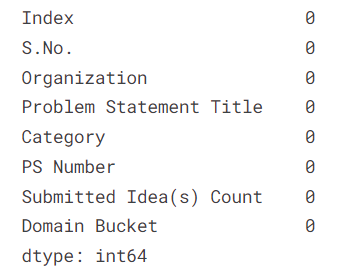 Index 0
S.No. 0
Organization 0
Problem Statement Title 0
Category 0
PS Number 0
Submitted Idea(s) Count 0
Domain Bucket 0
dtype: int64